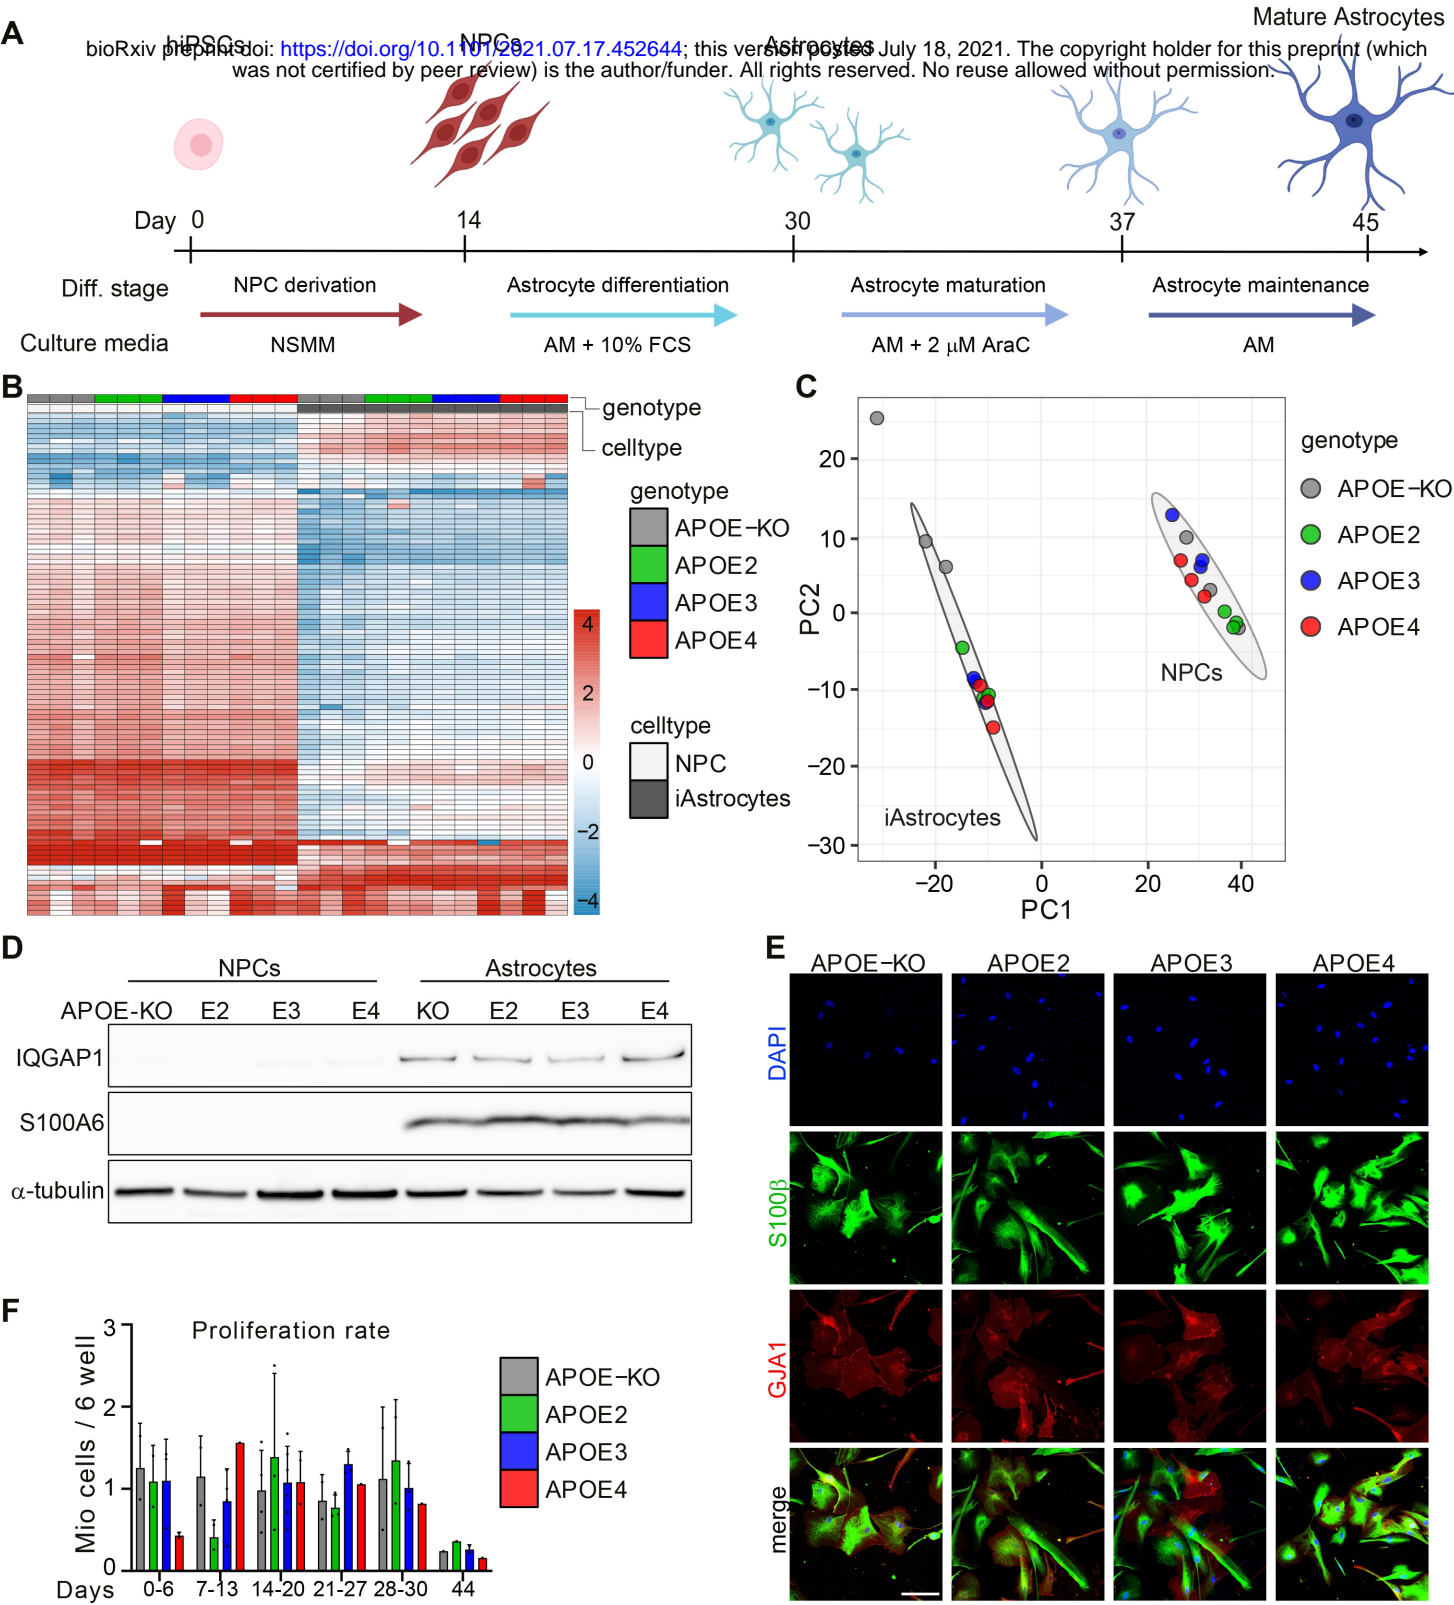 A
Mature Astrocytes
hiPSCs
NPCs
Astrocytes
bioRxiv preprint doi: https://doi.org/10.1101/2021.07.17.452644; this version posted July 18, 2021. The copyright holder for this preprint (which
was not certified by peer review) is the author/funder. All rights reserved. No reuse allowed without permission.
Day 0 14 30 37 45
Diff. stage NPC derivation Astrocyte differentiation Astrocyte maturation Astrocyte maintenance
Culture media NSMM AM + 10% FCS AM + 2 μM AraC AM
B
genotype
celltype
genotype
APOE-KO
APOE2
APOE3
APOE4
4
2
0
-2
-4
celltype
NPC
iAstrocytes
C
PC2
20
10
0
-10
-20
-30
NPCs
iAstrocytes
-20 0 20 40
PC1
genotype
APOE-KO
APOE2
APOE3
APOE4
D
NPCs Astrocytes
APOE-KO E2 E3 E4 KO E2 E3 E4
IQGAP1
S100A6
α-tubulin
E
APOE-KO APOE2 APOE3 APOE4
DAPI
S100β
GJA1
merge
F
Proliferation rate
Mio cells / 6 well
3
2
1
0
Days 0-6 7-13 14-20 21-27 28-30 44
APOE-KO
APOE2
APOE3
APOE4